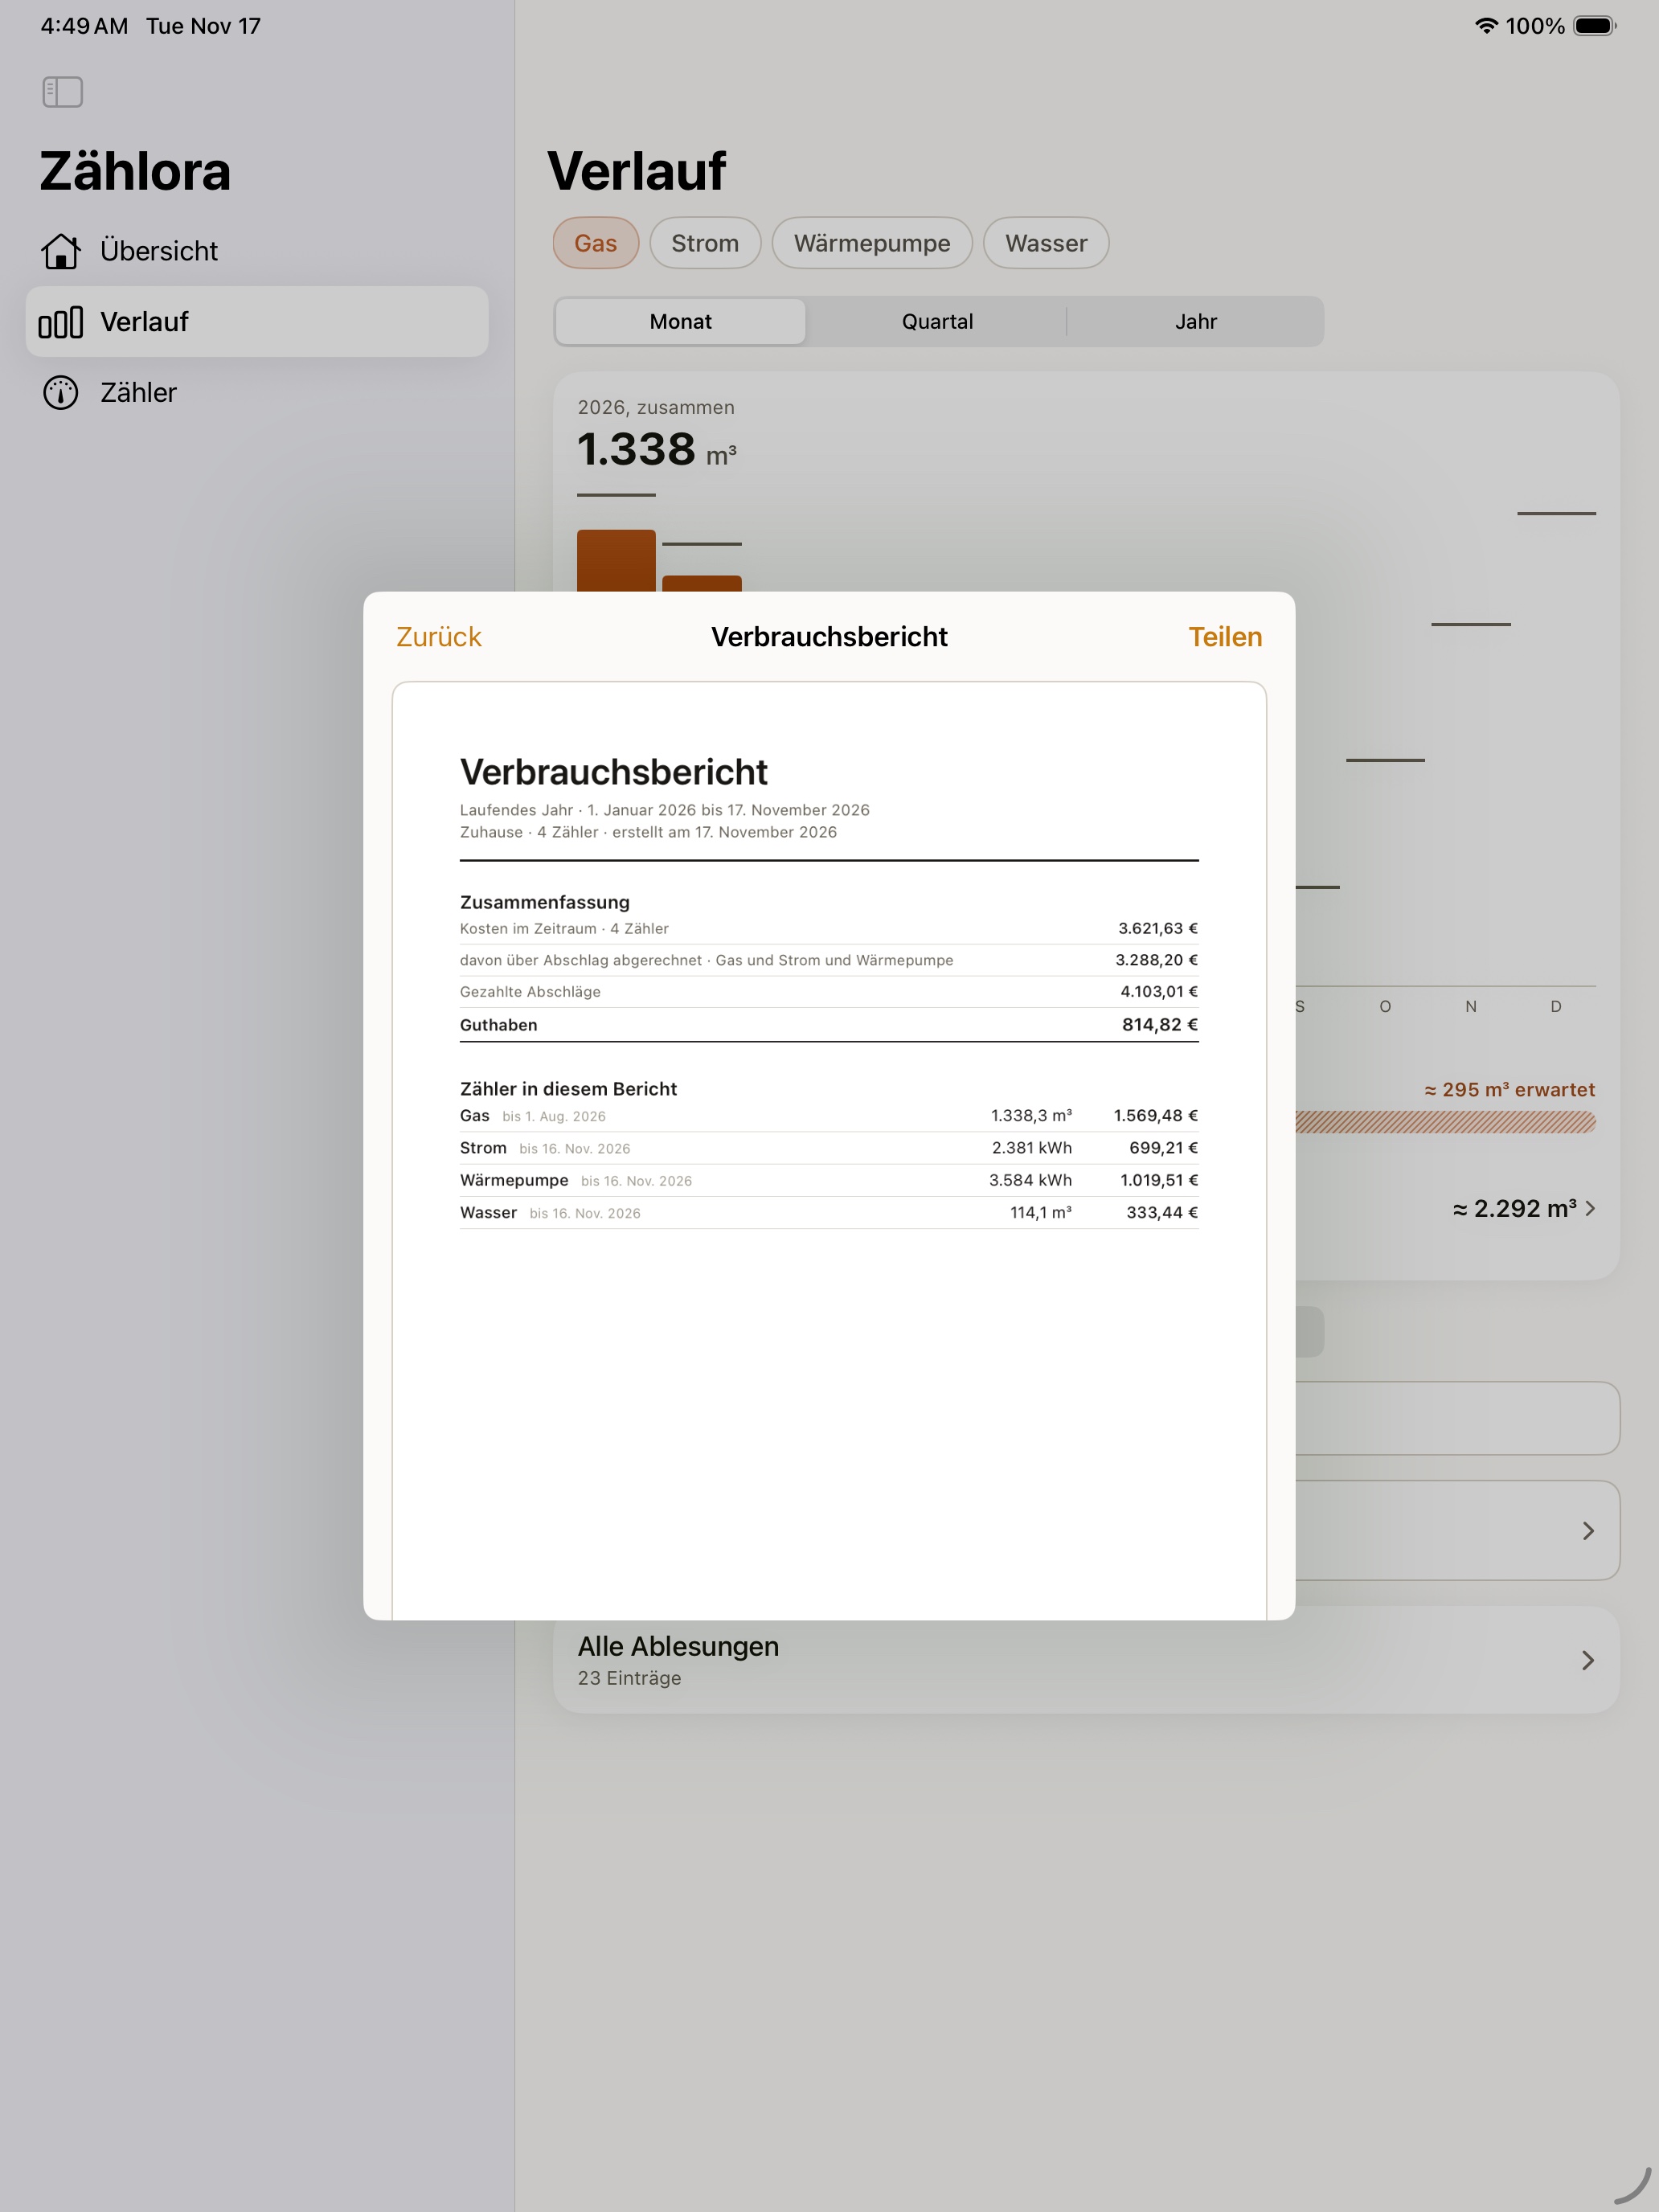 4:49 AM Tue Nov 17
100%
Zählora
Übersicht
Verlauf
Zähler
Verlauf
Gas Strom Wärmepumpe Wasser
Monat Quartal Jahr
2026, zusammen
1.338 m³
Zurück Verbrauchsbericht Teilen
Verbrauchsbericht
Laufendes Jahr · 1. Januar 2026 bis 17. November 2026
Zuhause · 4 Zähler · erstellt am 17. November 2026
Zusammenfassung
Kosten im Zeitraum · 4 Zähler 3.621,63 €
davon über Abschlag abgerechnet · Gas und Strom und Wärmepumpe 3.288,20 €
Gezahlte Abschläge 4.103,01 €
Guthaben 814,82 €
Zähler in diesem Bericht
Gas bis 1. Aug. 2026 1.338,3 m³ 1.569,48 €
Strom bis 16. Nov. 2026 2.381 kWh 699,21 €
Wärmepumpe bis 16. Nov. 2026 3.584 kWh 1.019,51 €
Wasser bis 16. Nov. 2026 114,1 m³ 333,44 €
S O N D
≈ 295 m³ erwartet
≈ 2.292 m³
Alle Ablesungen
23 Einträge